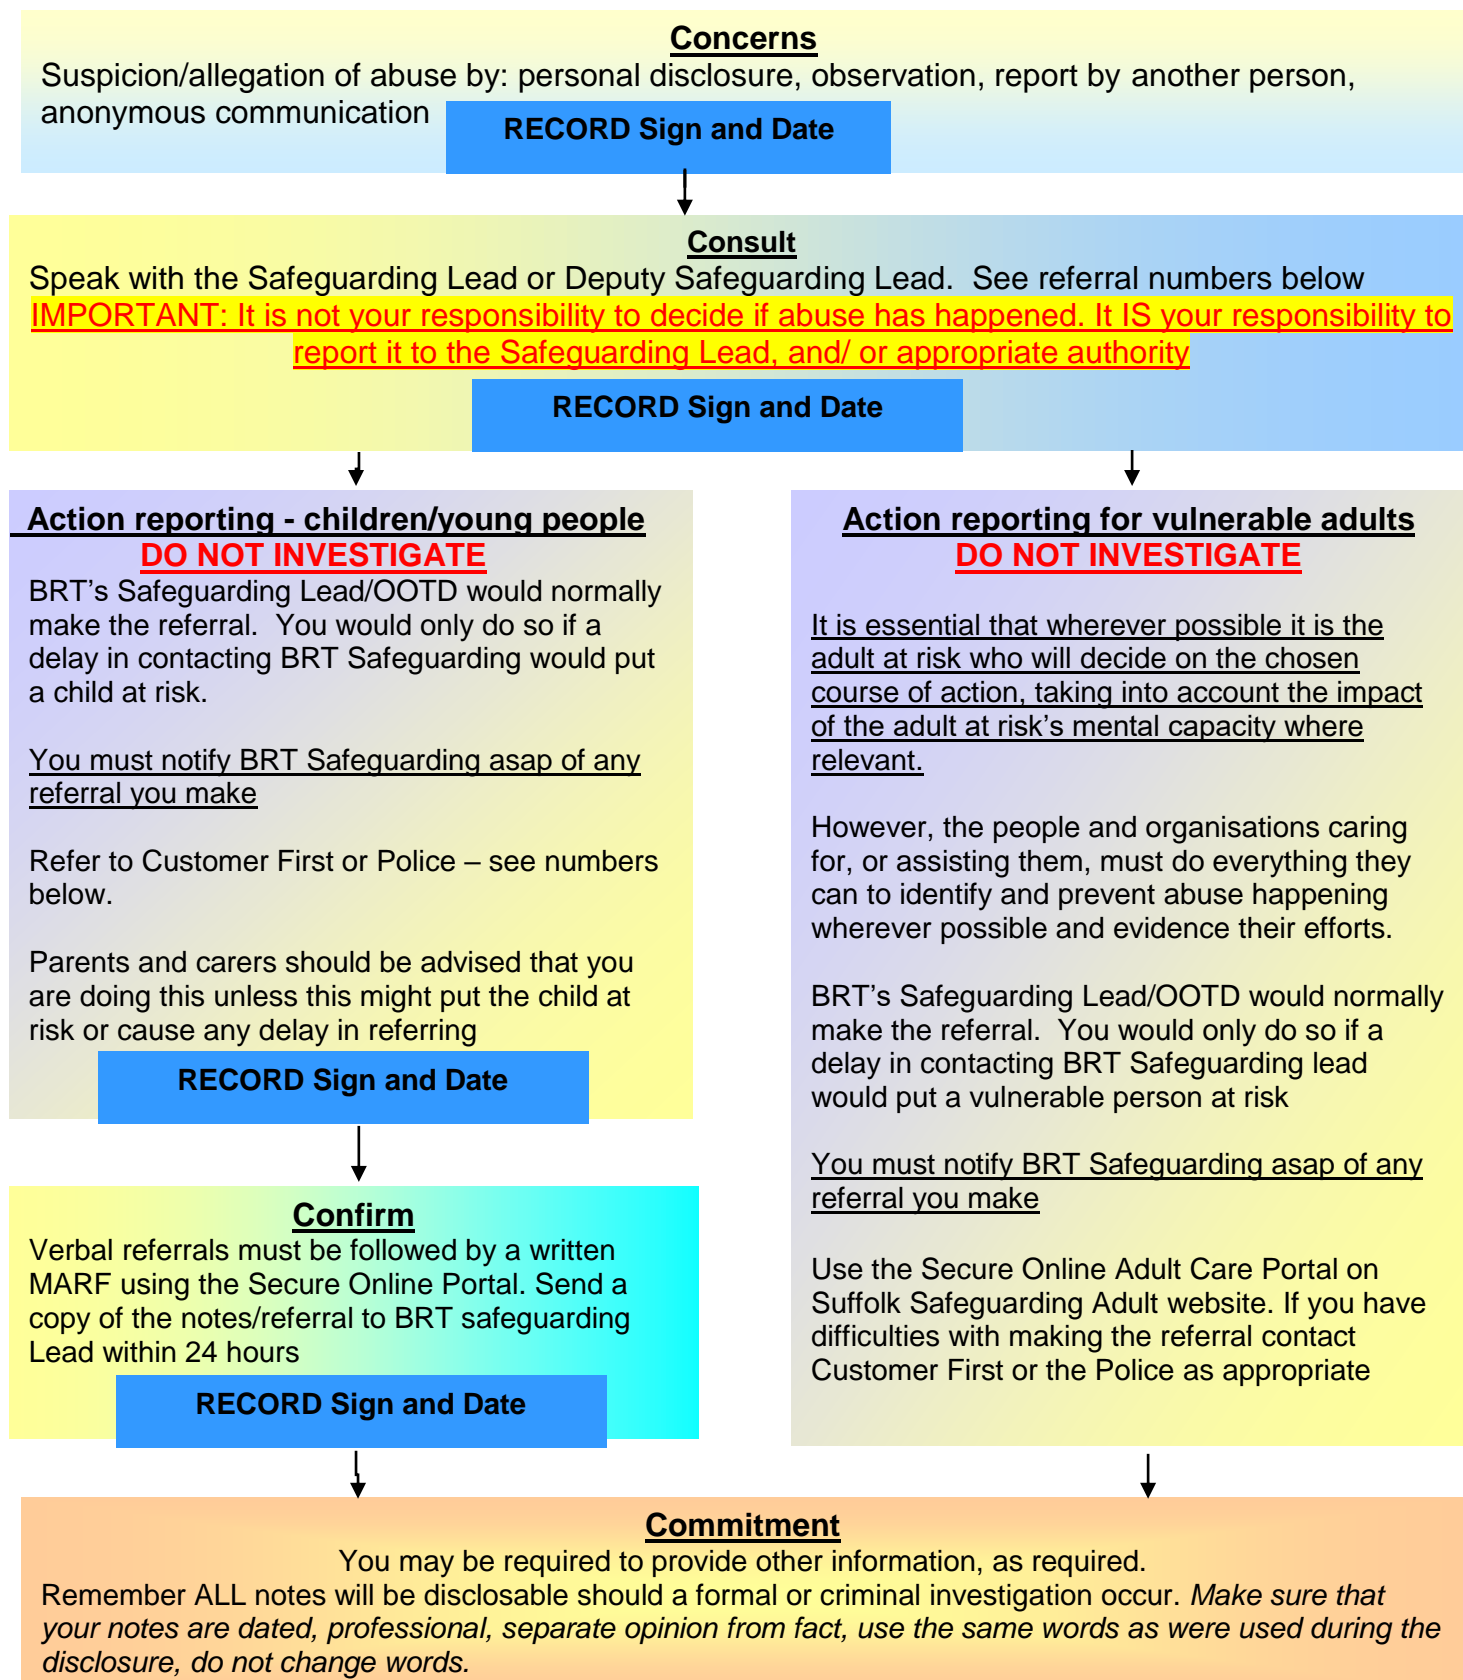 Concerns
Suspicion/allegation of abuse by: personal disclosure, observation, report by another person,
anonymous communication
RECORD Sign and Date
Consult
Speak with the Safeguarding Lead or Deputy Safeguarding Lead.  See referral numbers below
IMPORTANT: It is not your responsibility to decide if abuse has happened. It IS your responsibility to
report it to the Safeguarding Lead, and/ or appropriate authority
RECORD Sign and Date
Action reporting - children/young people
DO NOT INVESTIGATE
BRT’s Safeguarding Lead/OOTD would normally
make the referral.  You would only do so if a
delay in contacting BRT Safeguarding would put
a child at risk.
You must notify BRT Safeguarding asap of any
referral you make
Refer to Customer First or Police – see numbers
below.
Parents and carers should be advised that you
are doing this unless this might put the child at
risk or cause any delay in referring
RECORD Sign and Date
Confirm
Verbal referrals must be followed by a written
MARF using the Secure Online Portal. Send a
copy of the notes/referral to BRT safeguarding
Lead within 24 hours
RECORD Sign and Date
Action reporting for vulnerable adults
DO NOT INVESTIGATE
It is essential that wherever possible it is the
adult at risk who will decide on the chosen
course of action, taking into account the impact
of the adult at risk’s mental capacity where
relevant.
However, the people and organisations caring
for, or assisting them, must do everything they
can to identify and prevent abuse happening
wherever possible and evidence their efforts.
BRT’s Safeguarding Lead/OOTD would normally
make the referral.  You would only do so if a
delay in contacting BRT Safeguarding lead
would put a vulnerable person at risk
You must notify BRT Safeguarding asap of any
referral you make
Use the Secure Online Adult Care Portal on
Suffolk Safeguarding Adult website. If you have
difficulties with making the referral contact
Customer First or the Police as appropriate
Commitment
You may be required to provide other information, as required.
Remember ALL notes will be disclosable should a formal or criminal investigation occur. Make sure that
your notes are dated, professional, separate opinion from fact, use the same words as were used during the
disclosure, do not change words.